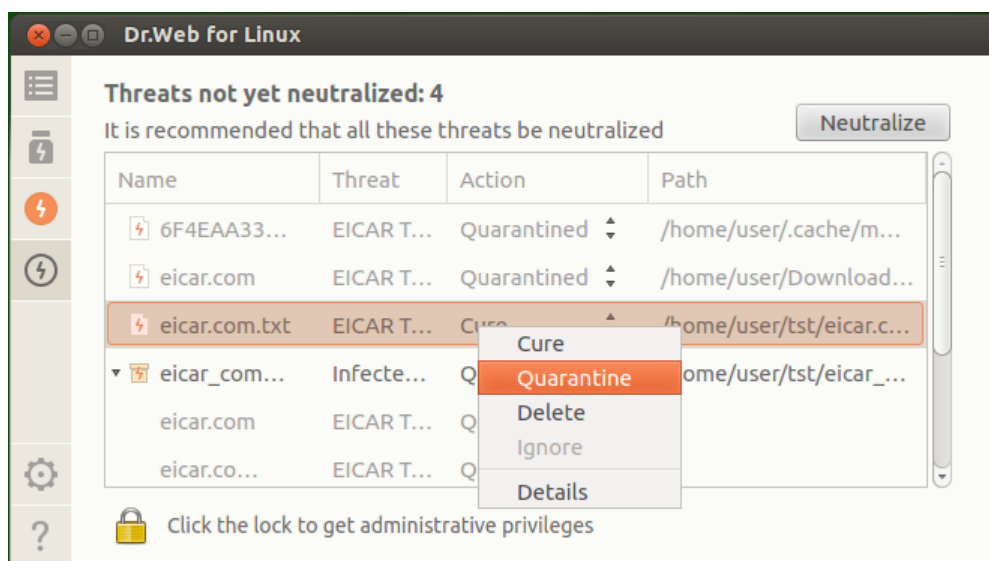 Dr.Web for Linux
Threats not yet neutralized: 4
It is recommended that all these threats be neutralized
Neutralize
Name Threat Action Path
6F4EAA33... EICAR T... Quarantined /home/user/.cache/m...
eicar.com EICAR T... Quarantined /home/user/Download...
eicar.com.txt EICAR T... Cure /home/user/tst/eicar.c...
Cure
eicar_com... Infecte... Q Quarantine ome/user/tst/eicar_...
eicar.com EICAR T... Q Delete
Ignore
eicar.co... EICAR T... Q
Details
Click the lock to get administrative privileges
?